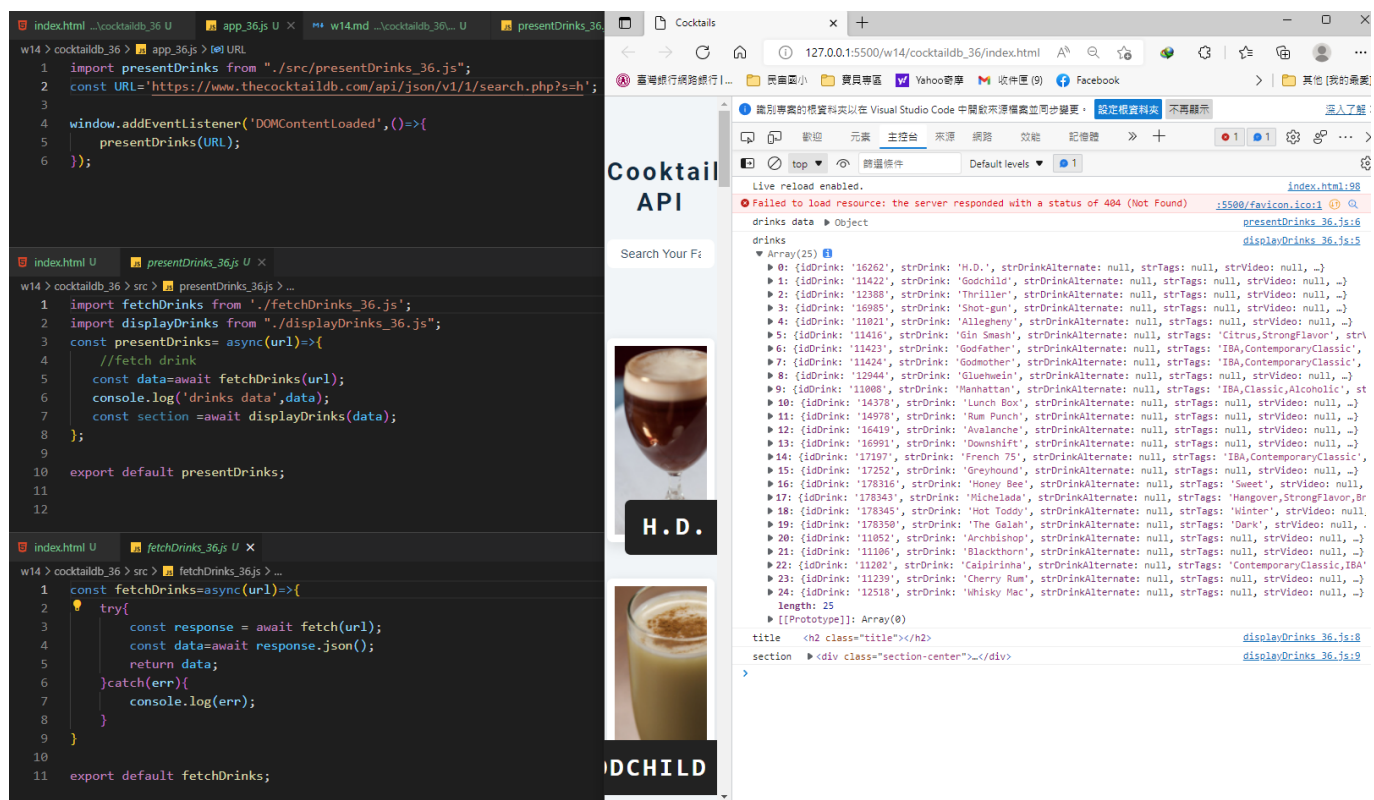 index.html ...\cocktaildb_36 U
app_36.js U
w14.md ...\cocktaildb_36\... U
presentDrinks_36.
w14 > cocktaildb_36 > app_36.js > URL
1 import presentDrinks from "./src/presentDrinks_36.js";
2 const URL='https://www.thecocktaildb.com/api/json/v1/1/search.php?s=h';
3
4 window.addEventListener('DOMContentLoaded',()=>{
5 presentDrinks(URL);
6 });
index.html U
presentDrinks_36.js U
w14 > cocktaildb_36 > src > presentDrinks_36.js > ...
1 import fetchDrinks from './fetchDrinks_36.js';
2 import displayDrinks from "./displayDrinks_36.js";
3 const presentDrinks= async(url)=>{
4 //fetch drink
5 const data=await fetchDrinks(url);
6 console.log('drinks data',data);
7 const section =await displayDrinks(data);
8 };
9
10 export default presentDrinks;
11
12
index.html U
fetchDrinks_36.js U
w14 > cocktaildb_36 > src > fetchDrinks_36.js > ...
1 const fetchDrinks=async(url)=>{
2 try{
3 const response = await fetch(url);
4 const data=await response.json();
5 return data;
6 }catch(err){
7 console.log(err);
8 }
9 }
10
11 export default fetchDrinks;
Cocktails
127.0.0.1:5500/w14/cocktaildb_36/index.html
臺灣銀行網路銀行|...
寶貝專區
Yahoo奇摩
收件匣 (9)
Facebook
其他 [我的最愛]
Cooktail
API
Search Your Fa
H.D.
ODCHILD
識別專案的根資料夾以在 Visual Studio Code 中開啟來源檔案並同步變更。 設定根資料夾 不再顯示 深入了解
歡迎 元素 主控台 來源 網路 效能 記憶體 1 1
top 篩選條件 Default levels 1
Live reload enabled. index.html:98
Failed to load resource: the server responded with a status of 404 (Not Found) :5500/favicon.ico:1
drinks data Object presentDrinks_36.js:6
drinks displayDrinks_36.js:5
Array(25)
0: {idDrink: '16262', strDrink: 'H.D.', strDrinkAlternate: null, strTags: null, strVideo: null, …}
1: {idDrink: '11422', strDrink: 'Godchild', strDrinkAlternate: null, strTags: null, strVideo: null, …}
2: {idDrink: '12388', strDrink: 'Thriller', strDrinkAlternate: null, strTags: null, strVideo: null, …}
3: {idDrink: '16985', strDrink: 'Shot-gun', strDrinkAlternate: null, strTags: null, strVideo: null, …}
4: {idDrink: '11021', strDrink: 'Allegheny', strDrinkAlternate: null, strTags: null, strVideo: null, …}
5: {idDrink: '11416', strDrink: 'Gin Smash', strDrinkAlternate: null, strTags: 'Citrus,StrongFlavor', str
6: {idDrink: '11423', strDrink: 'Godfather', strDrinkAlternate: null, strTags: 'IBA,ContemporaryClassic',
7: {idDrink: '11424', strDrink: 'Godmother', strDrinkAlternate: null, strTags: 'IBA,ContemporaryClassic',
8: {idDrink: '12944', strDrink: 'Gluehwein', strDrinkAlternate: null, strTags: null, strVideo: null, …}
9: {idDrink: '11008', strDrink: 'Manhattan', strDrinkAlternate: null, strTags: 'IBA,Classic,Alcoholic', st
10: {idDrink: '14378', strDrink: 'Lunch Box', strDrinkAlternate: null, strTags: null, strVideo: null, …}
11: {idDrink: '14978', strDrink: 'Rum Punch', strDrinkAlternate: null, strTags: null, strVideo: null, …}
12: {idDrink: '16419', strDrink: 'Avalanche', strDrinkAlternate: null, strTags: null, strVideo: null, …}
13: {idDrink: '16991', strDrink: 'Downshift', strDrinkAlternate: null, strTags: null, strVideo: null, …}
14: {idDrink: '17197', strDrink: 'French 75', strDrinkAlternate: null, strTags: 'IBA,ContemporaryClassic',
15: {idDrink: '17252', strDrink: 'Greyhound', strDrinkAlternate: null, strTags: null, strVideo: null, …}
16: {idDrink: '178316', strDrink: 'Honey Bee', strDrinkAlternate: null, strTags: 'Sweet', strVideo: null,
17: {idDrink: '178343', strDrink: 'Michelada', strDrinkAlternate: null, strTags: 'Hangover,StrongFlavor,Br
18: {idDrink: '178345', strDrink: 'Hot Toddy', strDrinkAlternate: null, strTags: 'Winter', strVideo: null,
19: {idDrink: '178350', strDrink: 'The Galah', strDrinkAlternate: null, strTags: 'Dark', strVideo: null, .
20: {idDrink: '11052', strDrink: 'Archbishop', strDrinkAlternate: null, strTags: null, strVideo: null, …}
21: {idDrink: '11106', strDrink: 'Blackthorn', strDrinkAlternate: null, strTags: null, strVideo: null, …}
22: {idDrink: '11202', strDrink: 'Caipirinha', strDrinkAlternate: null, strTags: 'ContemporaryClassic,IBA'
23: {idDrink: '11239', strDrink: 'Cherry Rum', strDrinkAlternate: null, strTags: null, strVideo: null, …}
24: {idDrink: '12518', strDrink: 'Whisky Mac', strDrinkAlternate: null, strTags: null, strVideo: null, …}
length: 25
[[Prototype]]: Array(0)
title <h2 class="title"></h2> displayDrinks_36.js:8
section <div class="section-center">…</div> displayDrinks_36.js:9